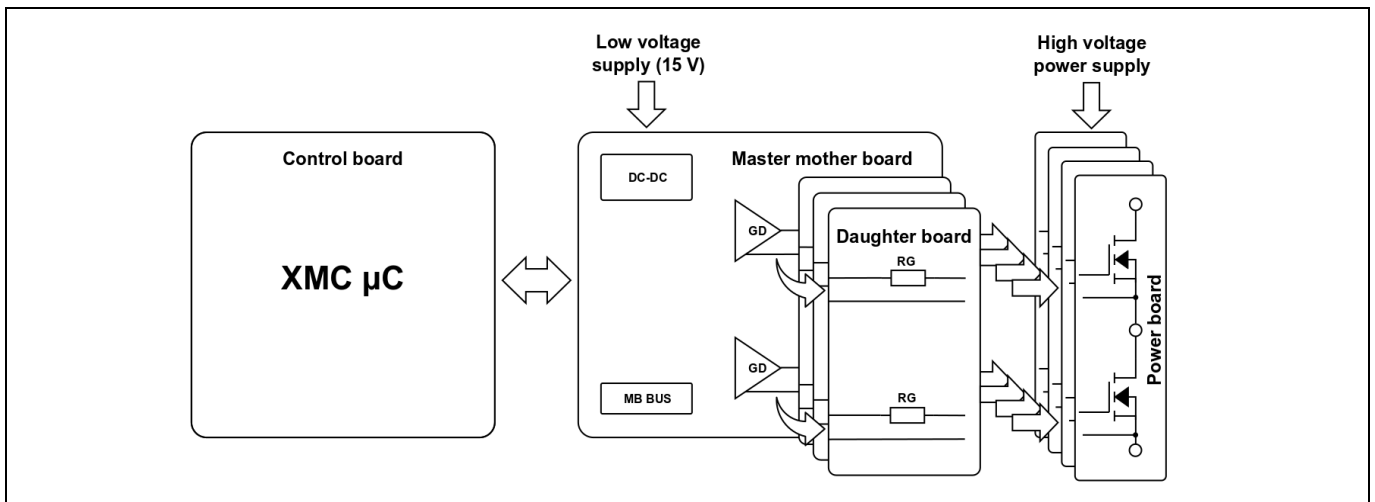 Low voltage
supply (15 V)
High voltage
power supply
Control board
XMC µC
Master mother board
DC-DC
GD
Daughter board
RG
GD
RG
MB BUS
Power board